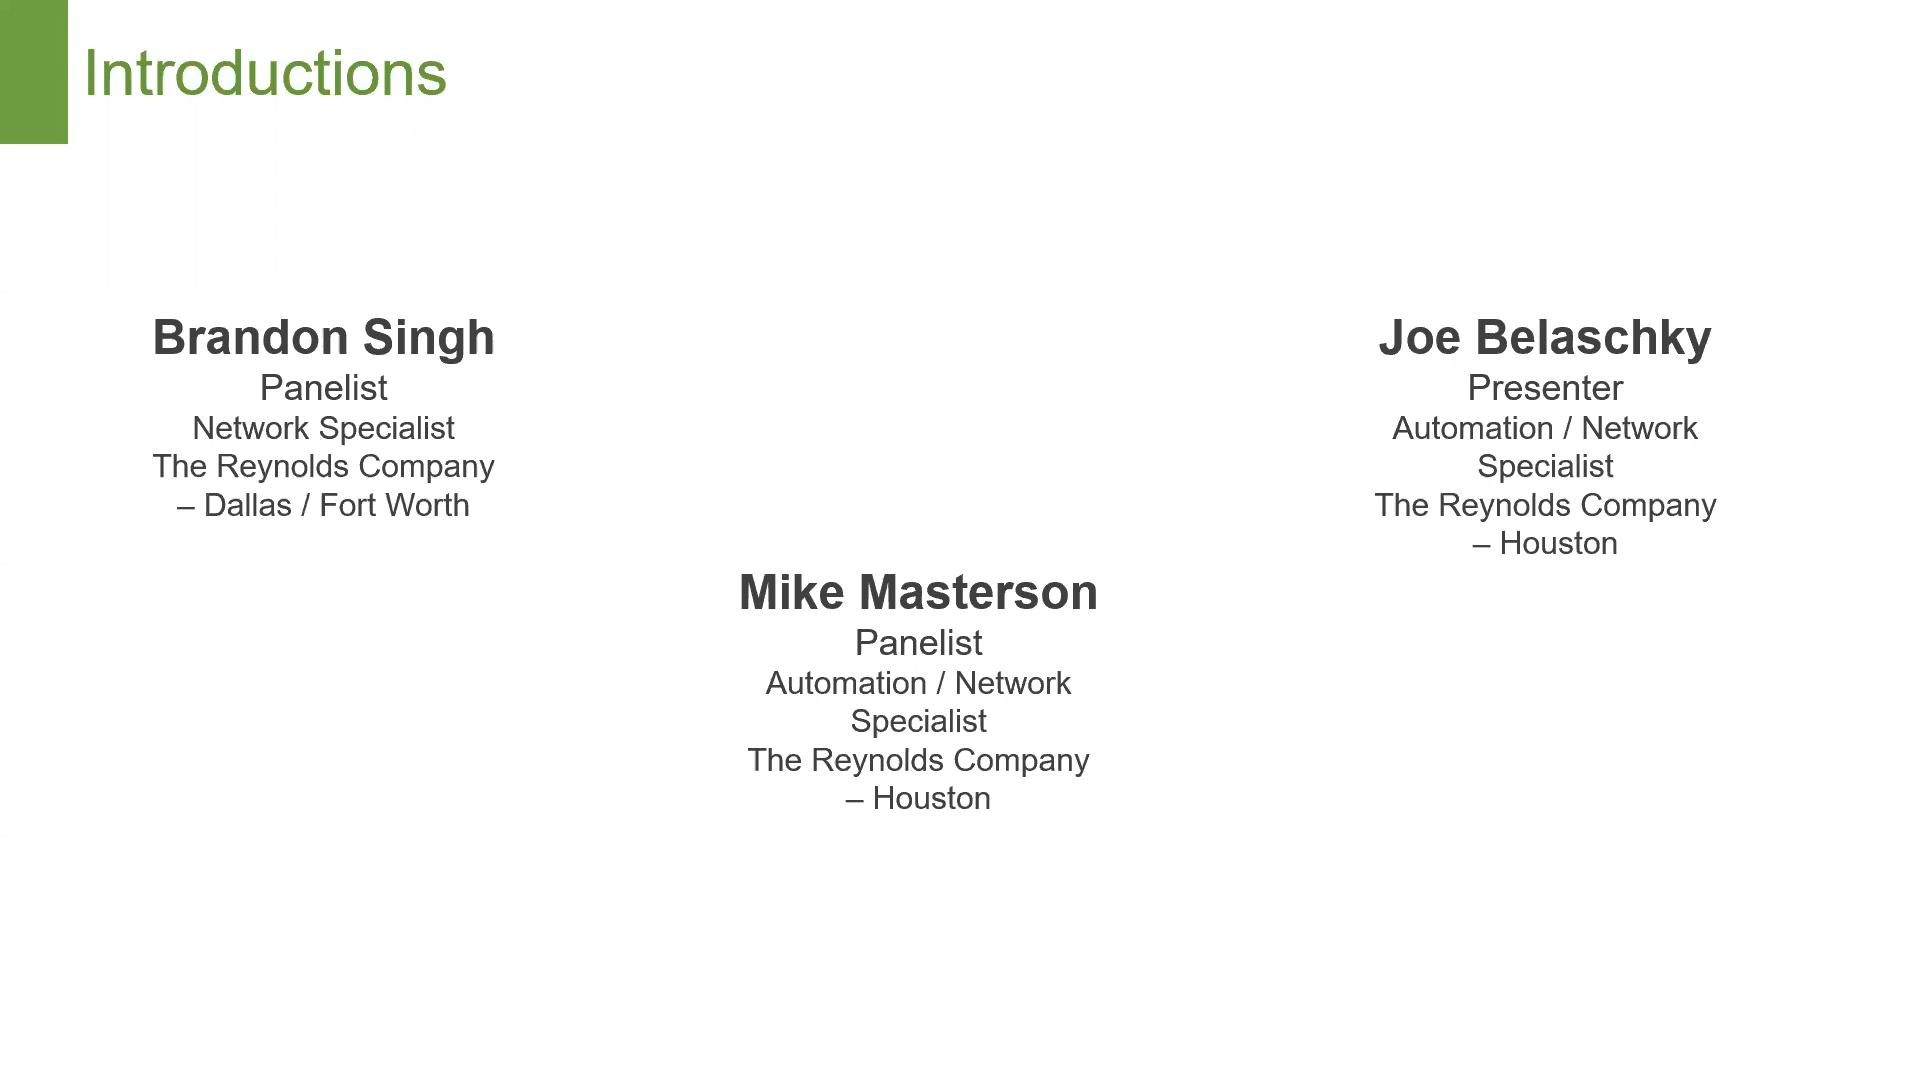 Introductions
Brandon Singh
Panelist
Network Specialist
The Reynolds Company
– Dallas / Fort Worth
Mike Masterson
Panelist
Automation / Network
Specialist
The Reynolds Company
– Houston
Joe Belaschky
Presenter
Automation / Network
Specialist
The Reynolds Company
– Houston